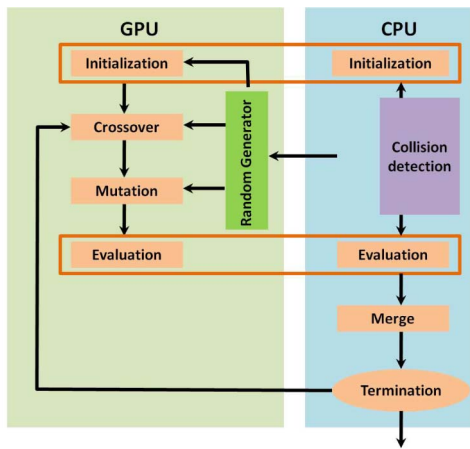 GPU
CPU
Initialization
Initialization
Crossover
Random Generator
Collision
detection
Mutation
Evaluation
Evaluation
Merge
Termination